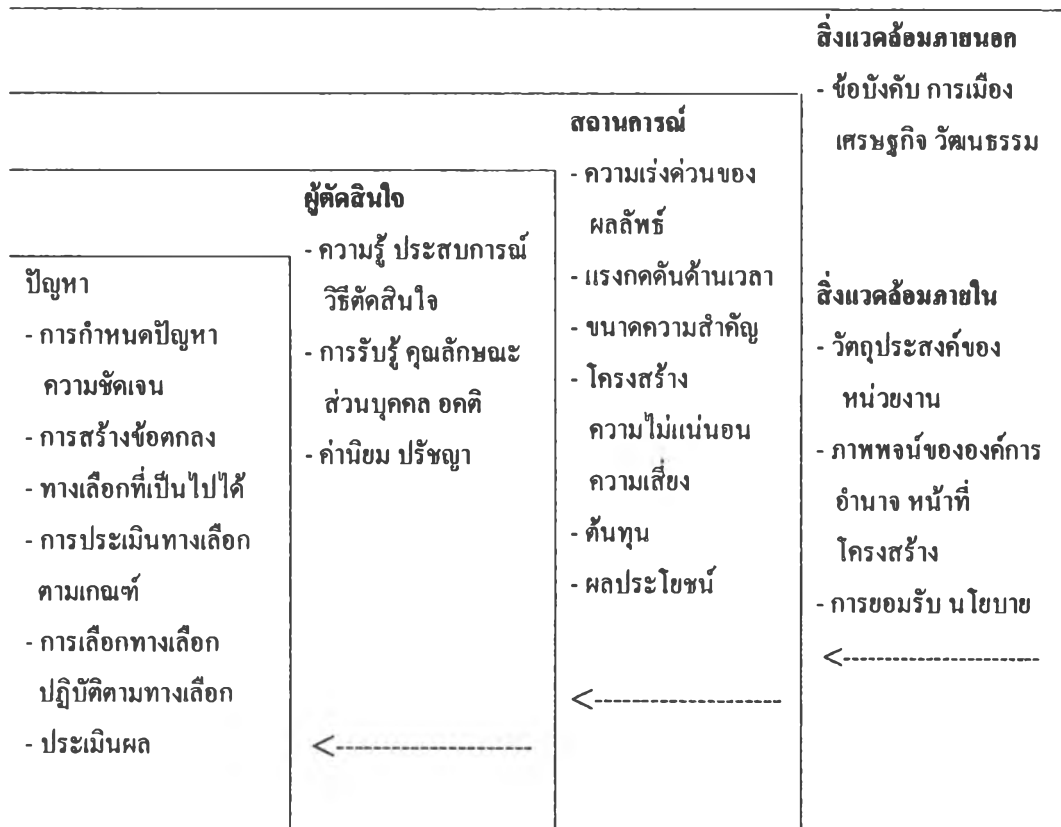 สิ่งแวดล้อมภายนอก
- ข้อบังคับ การเมือง
เศรษฐกิจ วัฒนธรรม
สิ่งแวดล้อมภายใน
- วัตถุประสงค์ของ
หน่วยงาน
- ภาพพจน์ขององค์การ
อำนาจ หน้าที่
โครงสร้าง
- การยอมรับ นโยบาย
สถานการณ์
- ความเร่งด่วนของ
ผลลัพธ์
- แรงกดดันด้านเวลา
- ขนาดความสำคัญ
- โครงสร้าง
ความไม่แน่นอน
ความเสี่ยง
- ต้นทุน
- ผลประโยชน์
ผู้ตัดสินใจ
- ความรู้ ประสบการณ์
วิธีตัดสินใจ
- การรับรู้ คุณลักษณะ
ส่วนบุคคล อคติ
- ค่านิยม ปรัชญา
ปัญหา
- การกำหนดปัญหา
ความชัดเจน
- การสร้างข้อตกลง
- ทางเลือกที่เป็นไปได้
- การประเมินทางเลือก
ตามเกณฑ์
- การเลือกทางเลือก
ปฏิบัติตามทางเลือก
- ประเมินผล